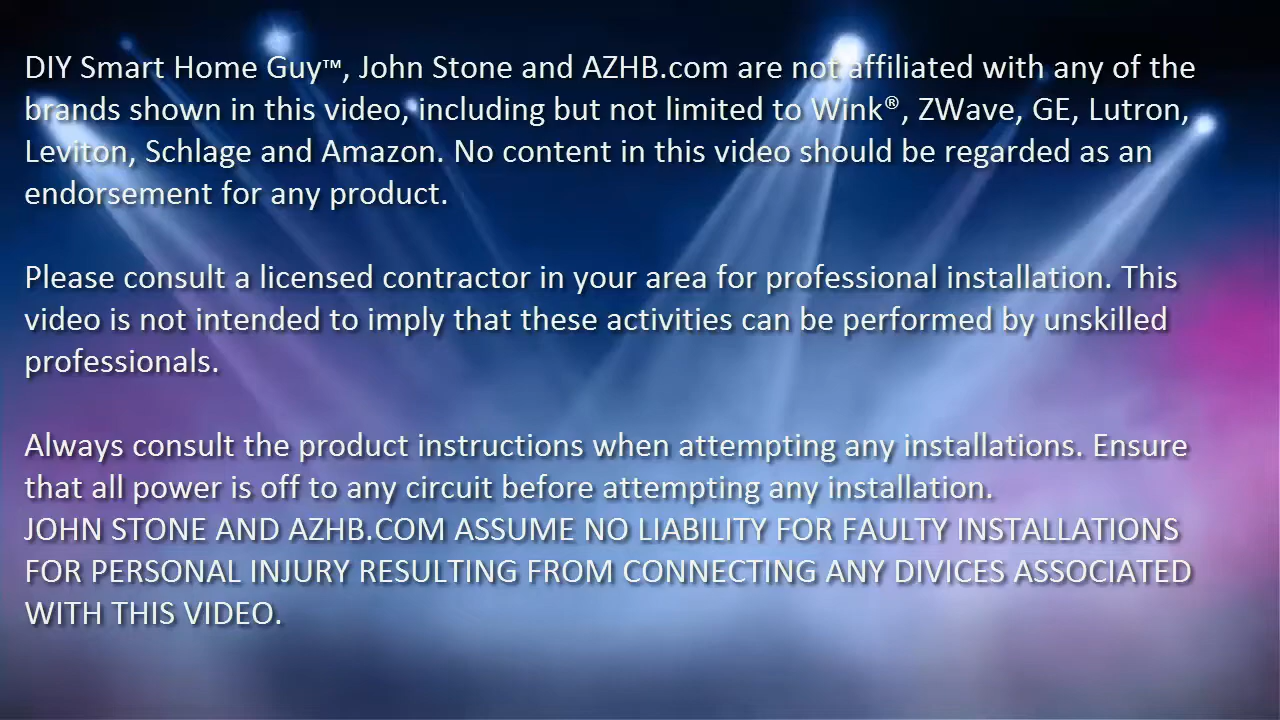 DIY Smart Home Guy™, John Stone and AZHB.com are not affiliated with any of the
brands shown in this video, including but not limited to Wink®, ZWave, GE, Lutron,
Leviton, Schlage and Amazon. No content in this video should be regarded as an
endorsement for any product.
Please consult a licensed contractor in your area for professional installation. This
video is not intended to imply that these activities can be performed by unskilled
professionals.
Always consult the product instructions when attempting any installations. Ensure
that all power is off to any circuit before attempting any installation.
JOHN STONE AND AZHB.COM ASSUME NO LIABILITY FOR FAULTY INSTALLATIONS
FOR PERSONAL INJURY RESULTING FROM CONNECTING ANY DIVICES ASSOCIATED
WITH THIS VIDEO.